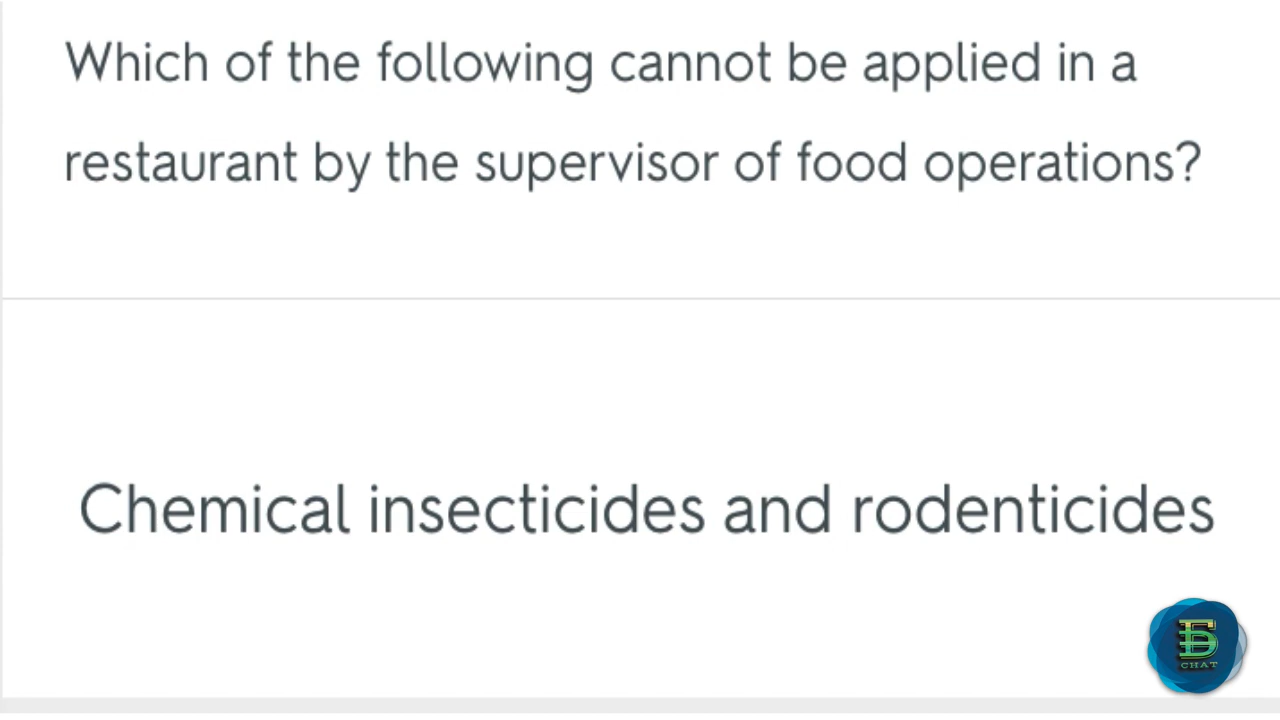 Which of the following cannot be applied in a
restaurant by the supervisor of food operations?
Chemical insecticides and rodenticides
Б
CHAT